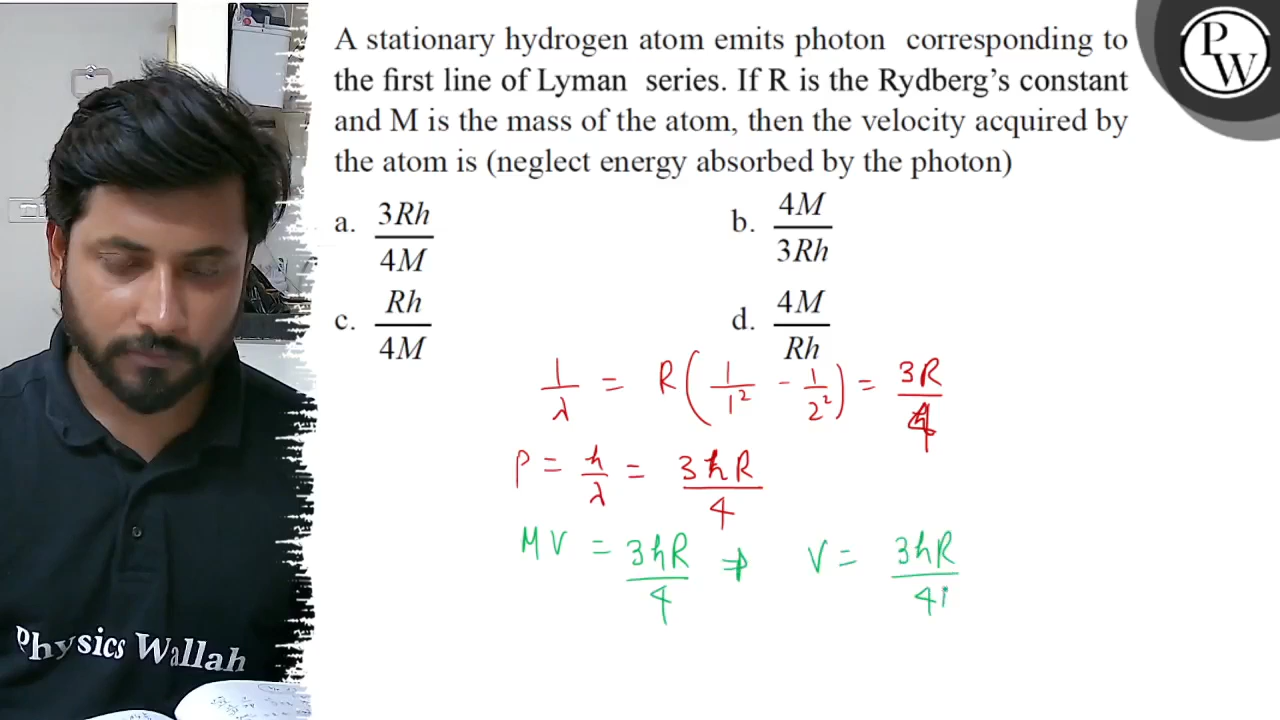 A stationary hydrogen atom emits photon corresponding to
the first line of Lyman series. If R is the Rydberg's constant
and M is the mass of the atom, then the velocity acquired by
the atom is (neglect energy absorbed by the photon)
a. 3Rh/4M
b. 4M/3Rh
c. Rh/4M
d. 4M/Rh
1/λ = R(1/1² - 1/2²) = 3R/4
P = h/λ = 3hR/4
MV = 3hR/4 ⇒ V = 3hR/4
PW
Physics Wallah